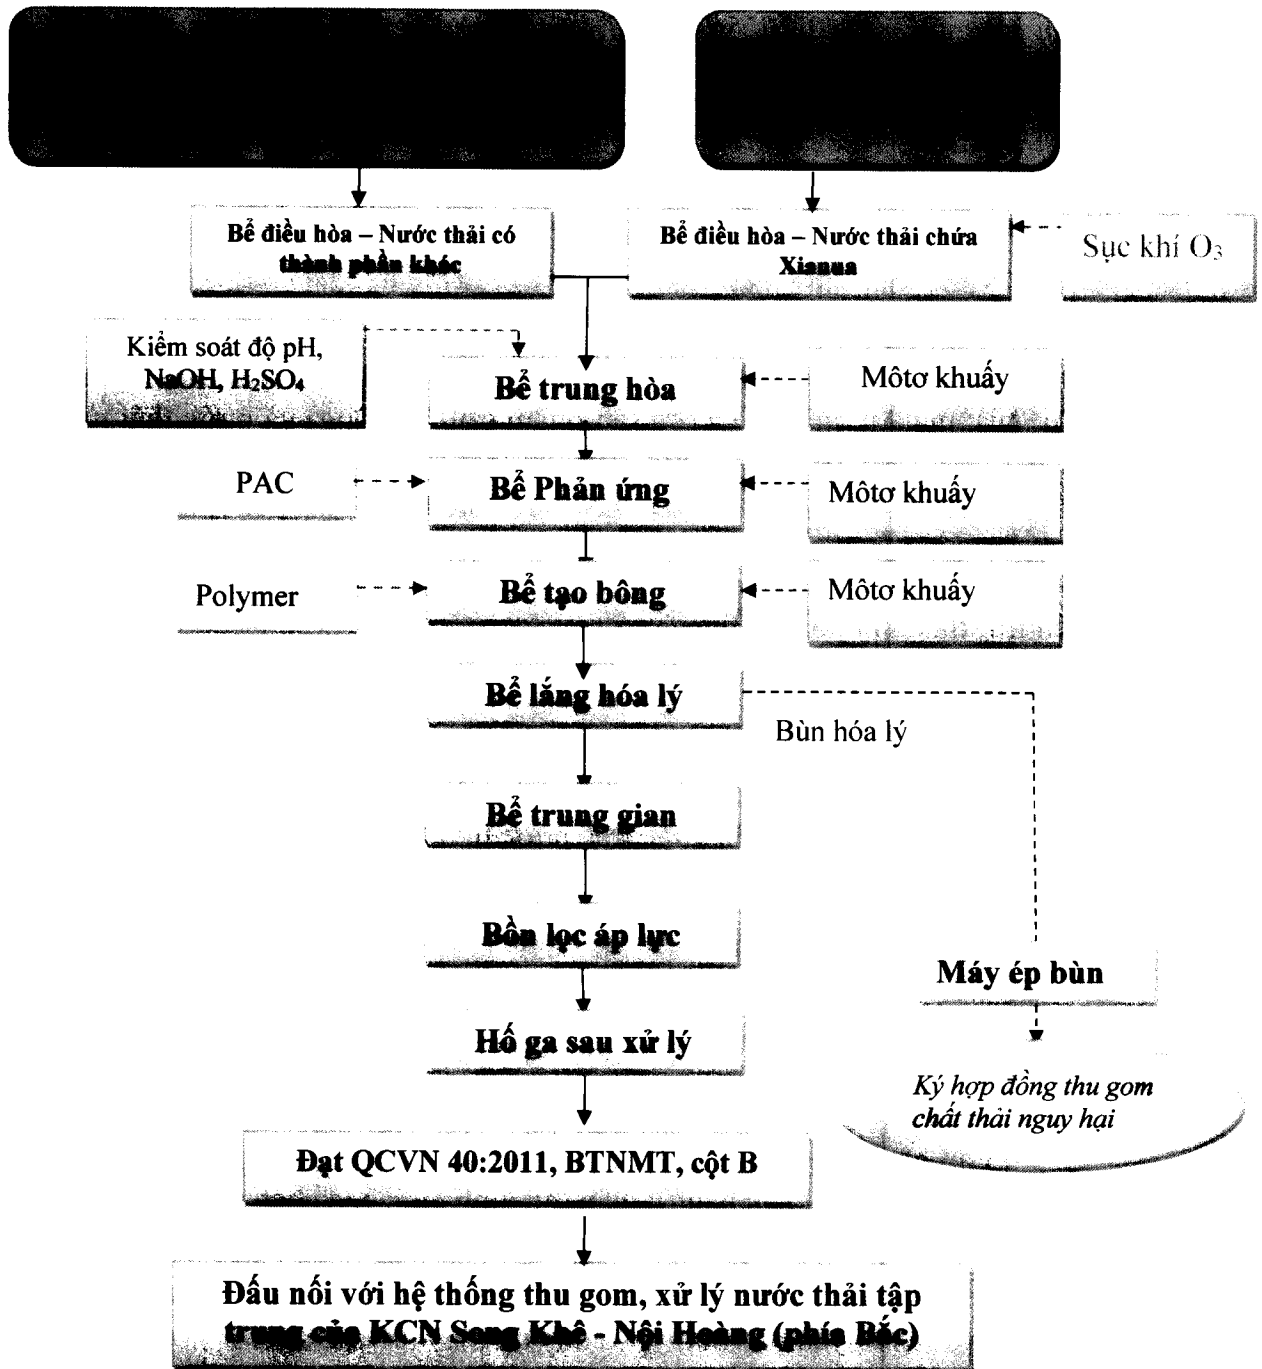 Bể điều hòa – Nước thải có
thành phần khác
Bể điều hòa – Nước thải chứa
Xianua
Sục khí O₃
Kiểm soát độ pH,
NaOH, H₂SO₄
Bể trung hòa
Môtơ khuấy
PAC
Bể Phản ứng
Môtơ khuấy
Polymer
Bể tạo bông
Môtơ khuấy
Bể lắng hóa lý
Bùn hóa lý
Bể trung gian
Bồn lọc áp lực
Máy ép bùn
Hố ga sau xử lý
Ký hợp đồng thu gom
chất thải nguy hại
Đạt QCVN 40:2011, BTNMT, cột B
Đấu nối với hệ thống thu gom, xử lý nước thải tập
trung của KCN Song Khê - Nội Hoàng (phía Bắc)